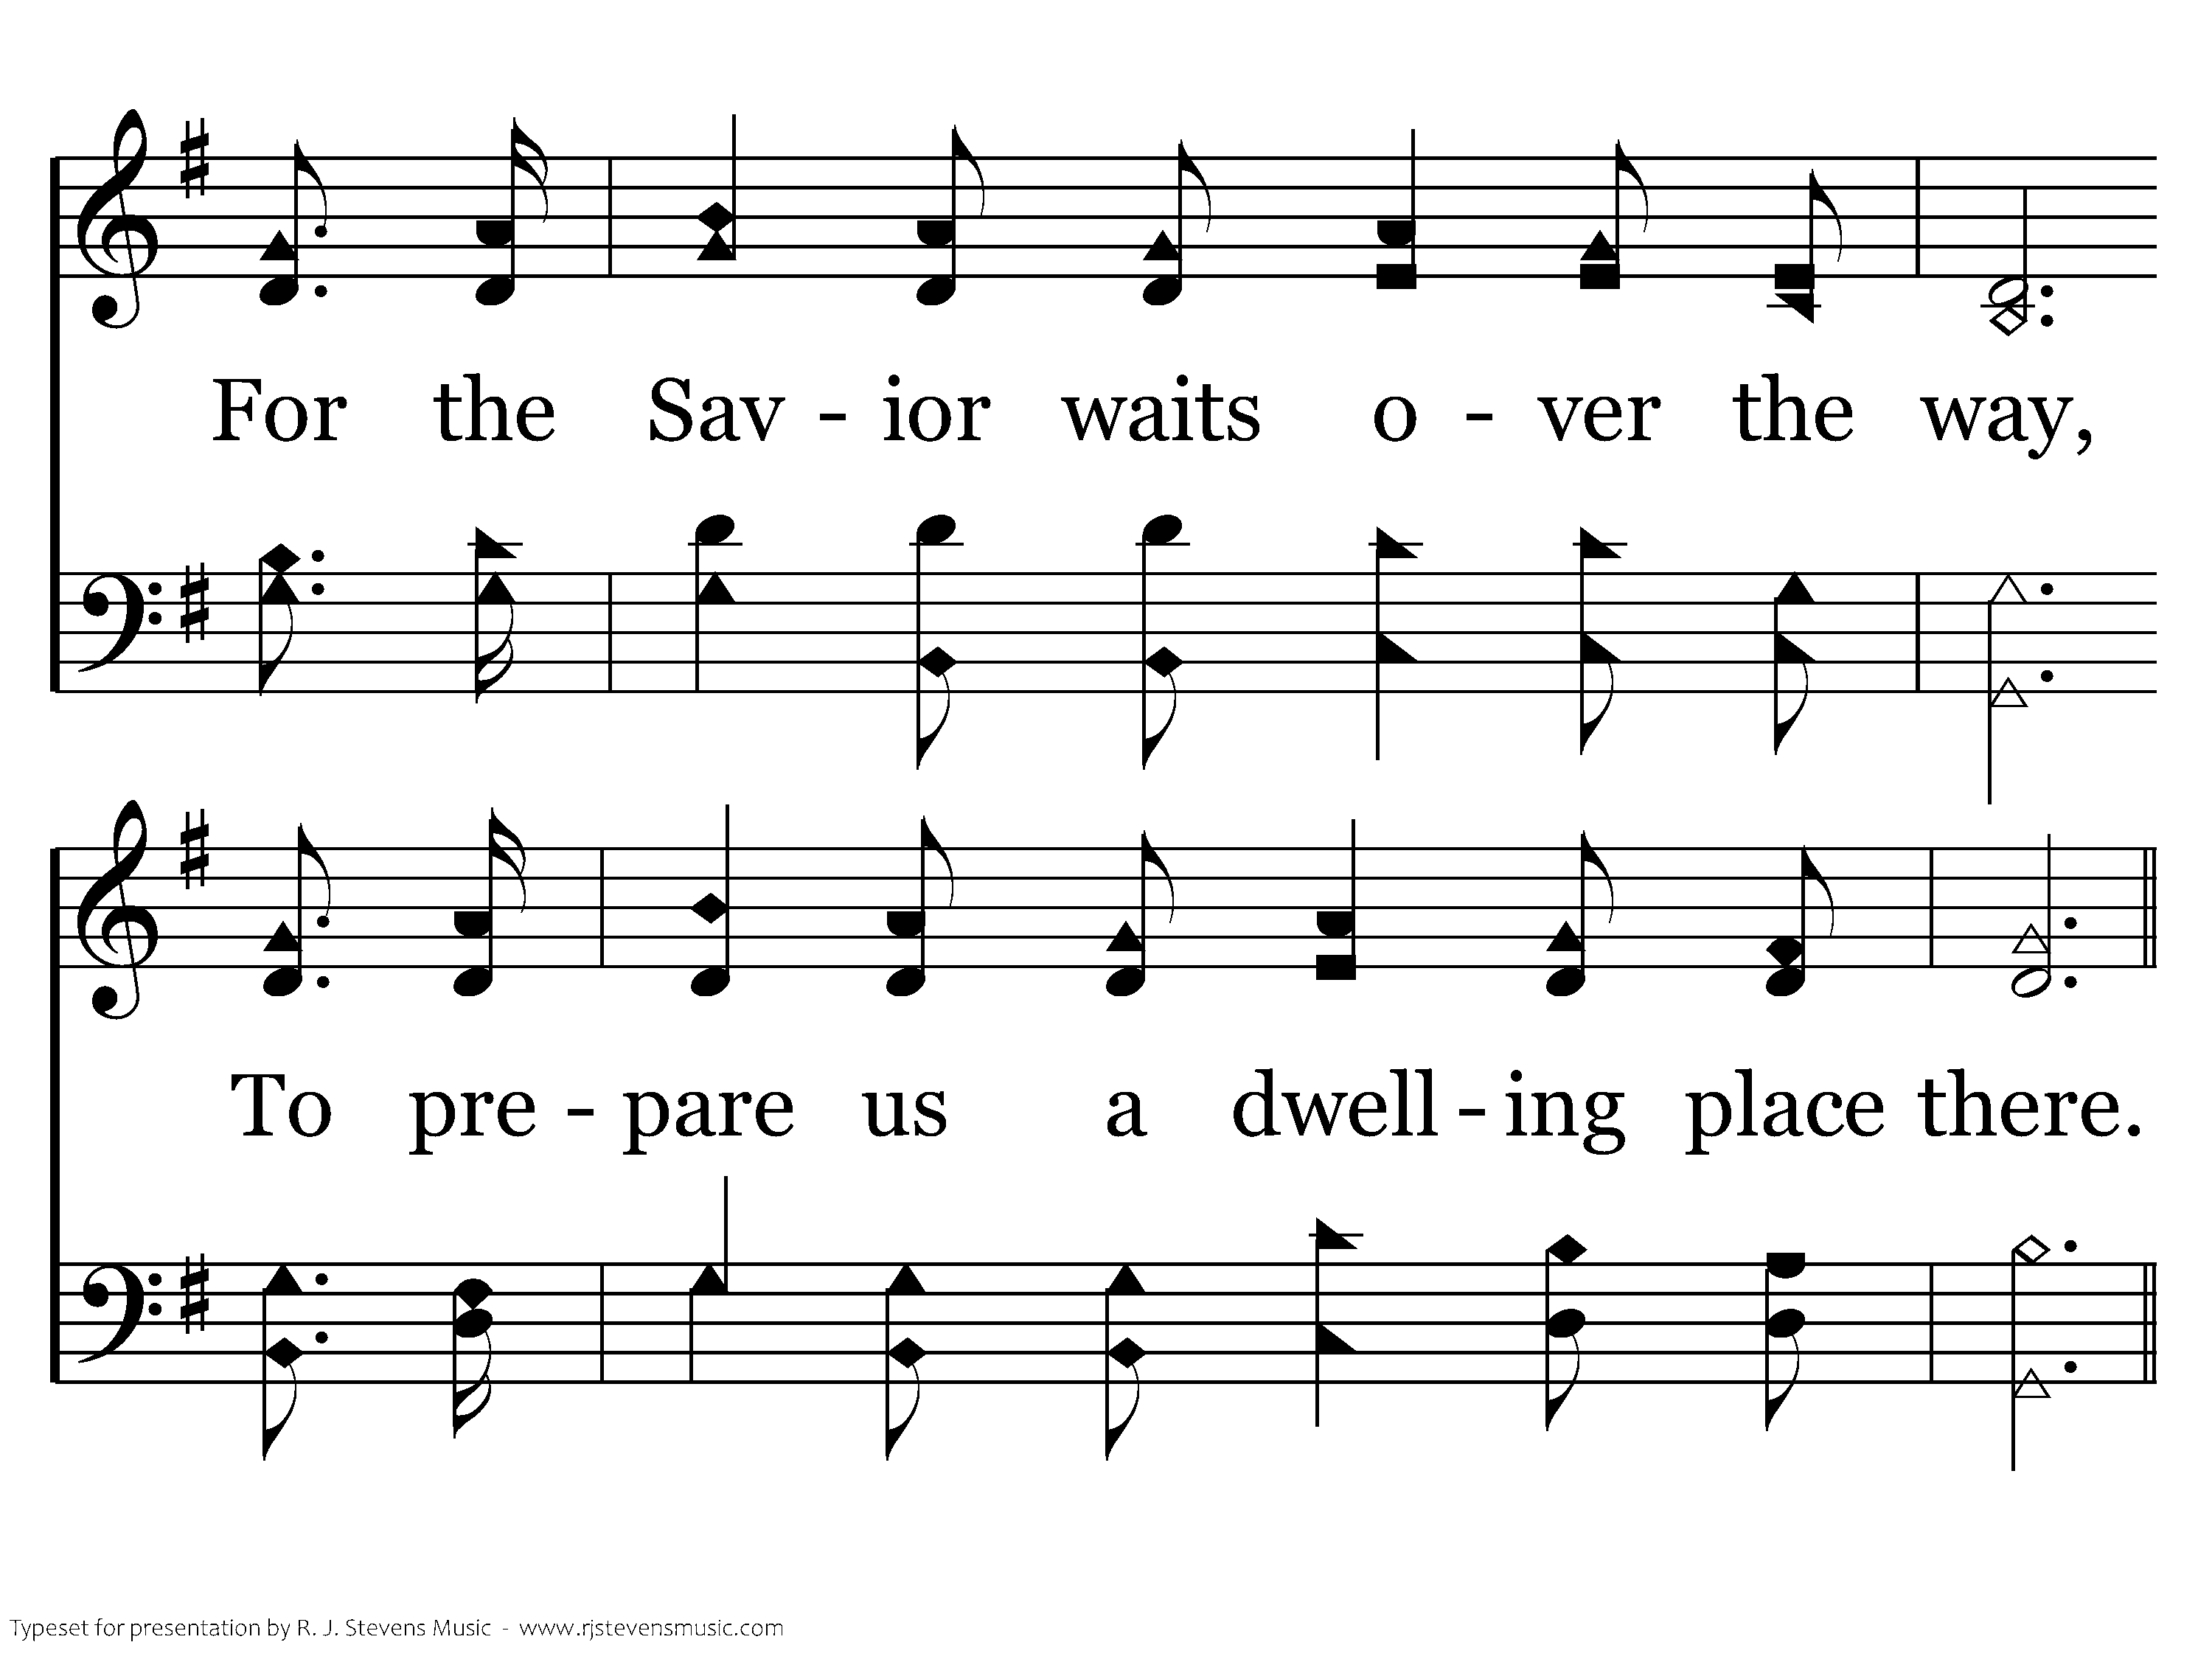 For the Sav - ior waits o - ver the way,
To pre - pare us a dwell - ing place there.
Typeset for presentation by R. J. Stevens Music - www.rjstevensmusic.com